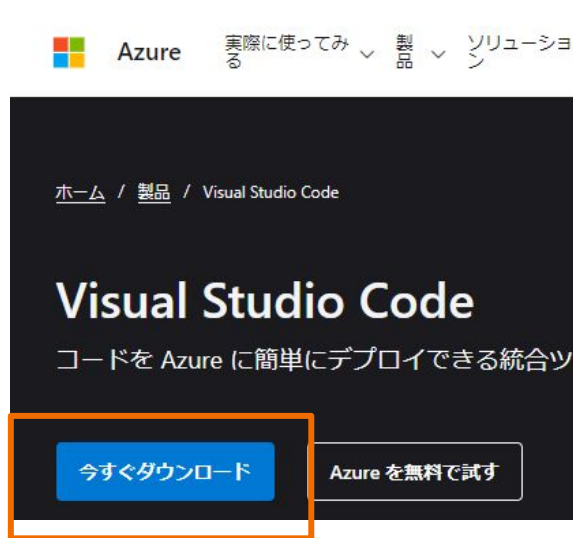 Azure 実際に使ってみ 製 ソリューショ
る 品 ン
ホーム / 製品 / Visual Studio Code
Visual Studio Code
コードを Azure に簡単にデプロイできる統合ツ
今すぐダウンロード Azure を無料で試す